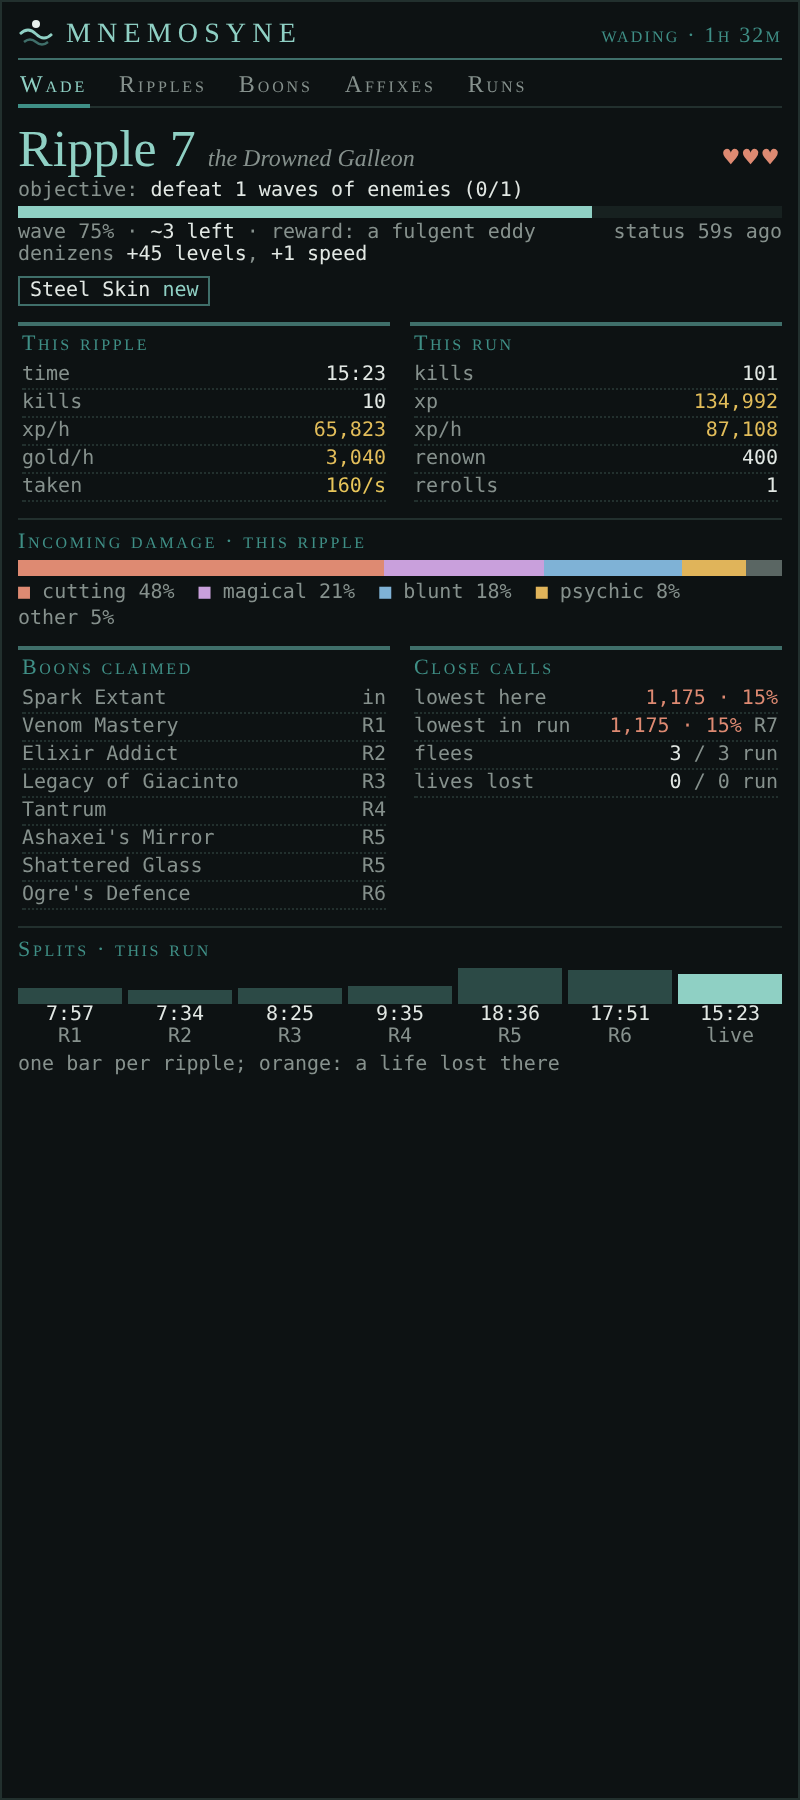 MNEMOSYNE
wading · 1h 32m
Wade Ripples Boons Affixes Runs
Ripple 7 the Drowned Galleon ♥♥♥
objective: defeat 1 waves of enemies (0/1)
wave 75% · ~3 left · reward: a fulgent eddy status 59s ago
denizens +45 levels, +1 speed
Steel Skin new
This ripple
time 15:23
kills 10
xp/h 65,823
gold/h 3,040
taken 160/s
This run
kills 101
xp 134,992
xp/h 87,108
renown 400
rerolls 1
Incoming damage · this ripple
cutting 48% magical 21% blunt 18% psychic 8%
other 5%
Boons claimed
Spark Extant in
Venom Mastery R1
Elixir Addict R2
Legacy of Giacinto R3
Tantrum R4
Ashaxei's Mirror R5
Shattered Glass R5
Ogre's Defence R6
Close calls
lowest here 1,175 · 15%
lowest in run 1,175 · 15% R7
flees 3 / 3 run
lives lost 0 / 0 run
Splits · this run
7:57 7:34 8:25 9:35 18:36 17:51 15:23
R1 R2 R3 R4 R5 R6 live
one bar per ripple; orange: a life lost there